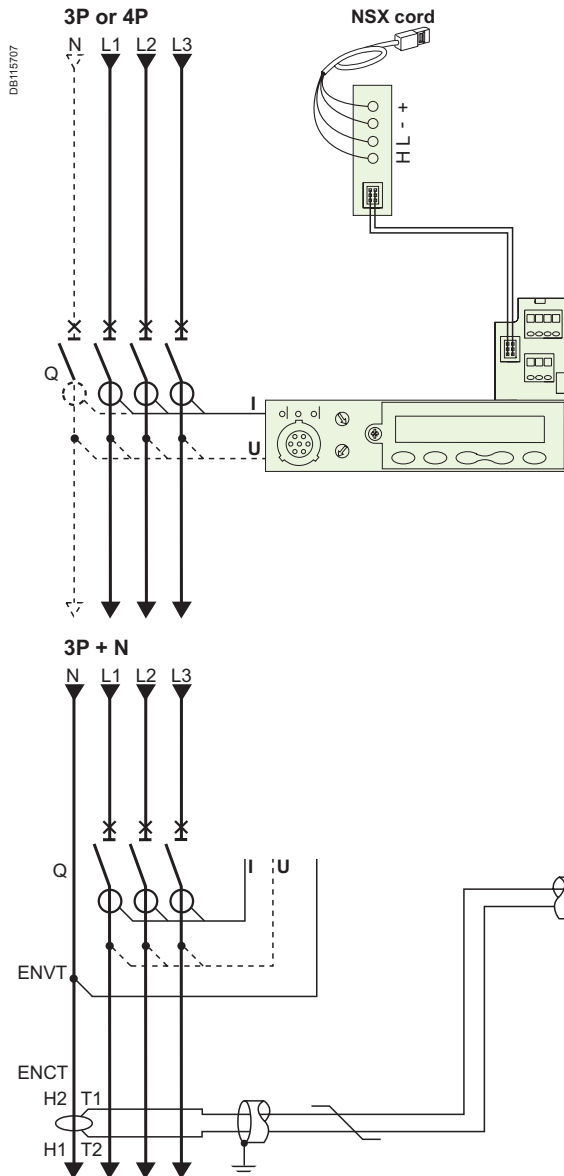 3P or 4P
NSX cord
DB115707
N L1 L2 L3
H L - +
Q
I
U
3P + N
N L1 L2 L3
Q
I U
ENVT
ENCT
H2 T1
H1 T2